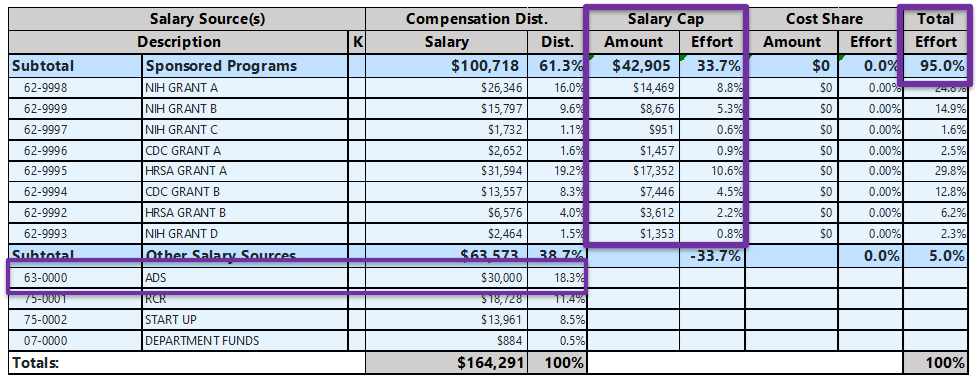 Salary Source(s) Compensation Dist. Salary Cap Cost Share Total
Description K Salary Dist. Amount Effort Amount Effort Effort
Subtotal Sponsored Programs $100,718 61.3% $42,905 33.7% $0 0.0% 95.0%
62-9998 NIH GRANT A $26,346 16.0% $14,469 8.8% $0 0.00% 24.8%
62-9999 NIH GRANT B $15,797 9.6% $8,676 5.3% $0 0.00% 14.9%
62-9997 NIH GRANT C $1,732 1.1% $951 0.6% $0 0.00% 1.6%
62-9996 CDC GRANT A $2,652 1.6% $1,457 0.9% $0 0.00% 2.5%
62-9995 HRSA GRANT A $31,594 19.2% $17,352 10.6% $0 0.00% 29.8%
62-9994 CDC GRANT B $13,557 8.3% $7,446 4.5% $0 0.00% 12.8%
62-9992 HRSA GRANT B $6,576 4.0% $3,612 2.2% $0 0.00% 6.2%
62-9993 NIH GRANT D $2,464 1.5% $1,353 0.8% $0 0.00% 2.3%
Subtotal Other Salary Sources $63,573 38.7% -33.7% 0.0% 5.0%
63-0000 ADS $30,000 18.3%
75-0001 RCR $18,728 11.4%
75-0002 START UP $13,961 8.5%
07-0000 DEPARTMENT FUNDS $884 0.5%
Totals: $164,291 100% 100%